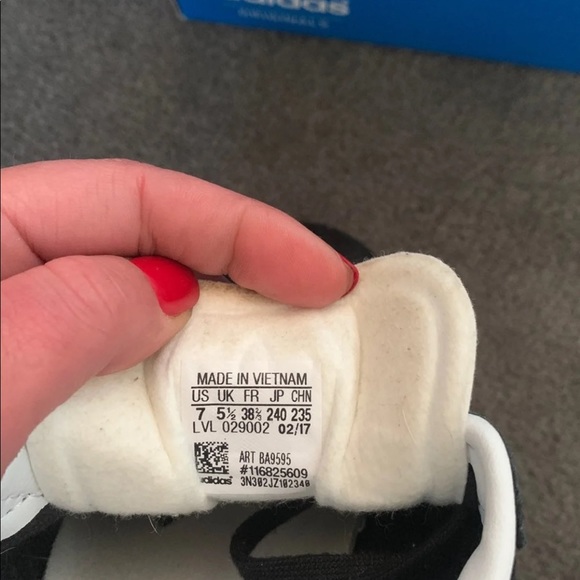 adidas
MADE IN VIETNAM
US UK FR JP CHN
7 5½ 38⅔ 240 235
LVL 029002 02/17
ART BA9595
#116825609
adidas 3N302JZ102340